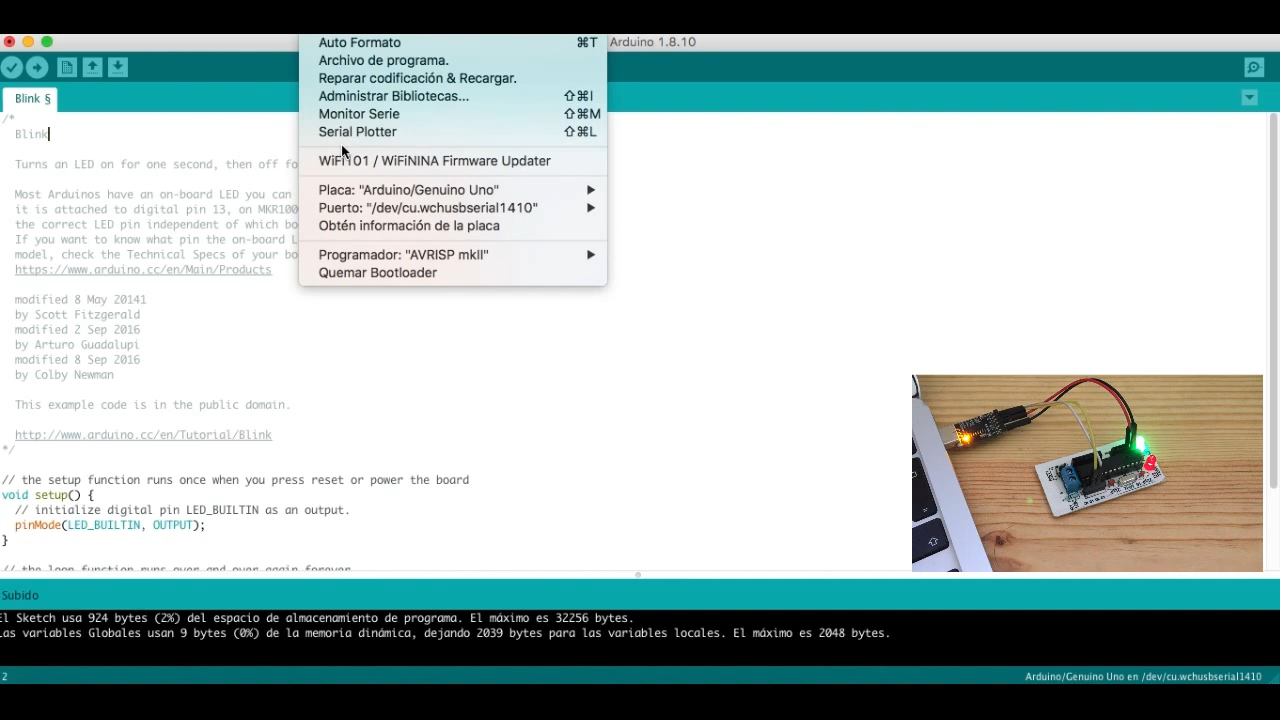 Arduino 1.8.10
Auto Formato ⌘T
Archivo de programa.
Reparar codificación & Recargar.
Administrar Bibliotecas... ⇧⌘I
Monitor Serie ⇧⌘M
Serial Plotter ⇧⌘L
WiFi101 / WiFiNINA Firmware Updater
Placa: "Arduino/Genuino Uno"
Puerto: "/dev/cu.wchusbserial1410"
Obtén información de la placa
Programador: "AVRISP mkII"
Quemar Bootloader
Blink §
/*
Blink
Turns an LED on for one second, then off fo
Most Arduinos have an on-board LED you can
it is attached to digital pin 13, on MKR100
the correct LED pin independent of which bo
If you want to know what pin the on-board L
model, check the Technical Specs of your bo
https://www.arduino.cc/en/Main/Products
modified 8 May 20141
by Scott Fitzgerald
modified 2 Sep 2016
by Arturo Guadalupi
modified 8 Sep 2016
by Colby Newman
This example code is in the public domain.
http://www.arduino.cc/en/Tutorial/Blink
*/
// the setup function runs once when you press reset or power the board
void setup() {
// initialize digital pin LED_BUILTIN as an output.
pinMode(LED_BUILTIN, OUTPUT);
}
// the loop function runs over and over again forever
Subido
El Sketch usa 924 bytes (2%) del espacio de almacenamiento de programa. El máximo es 32256 bytes.
Las variables Globales usan 9 bytes (0%) de la memoria dinámica, dejando 2039 bytes para las variables locales. El máximo es 2048 bytes.
2
Arduino/Genuino Uno en /dev/cu.wchusbserial1410